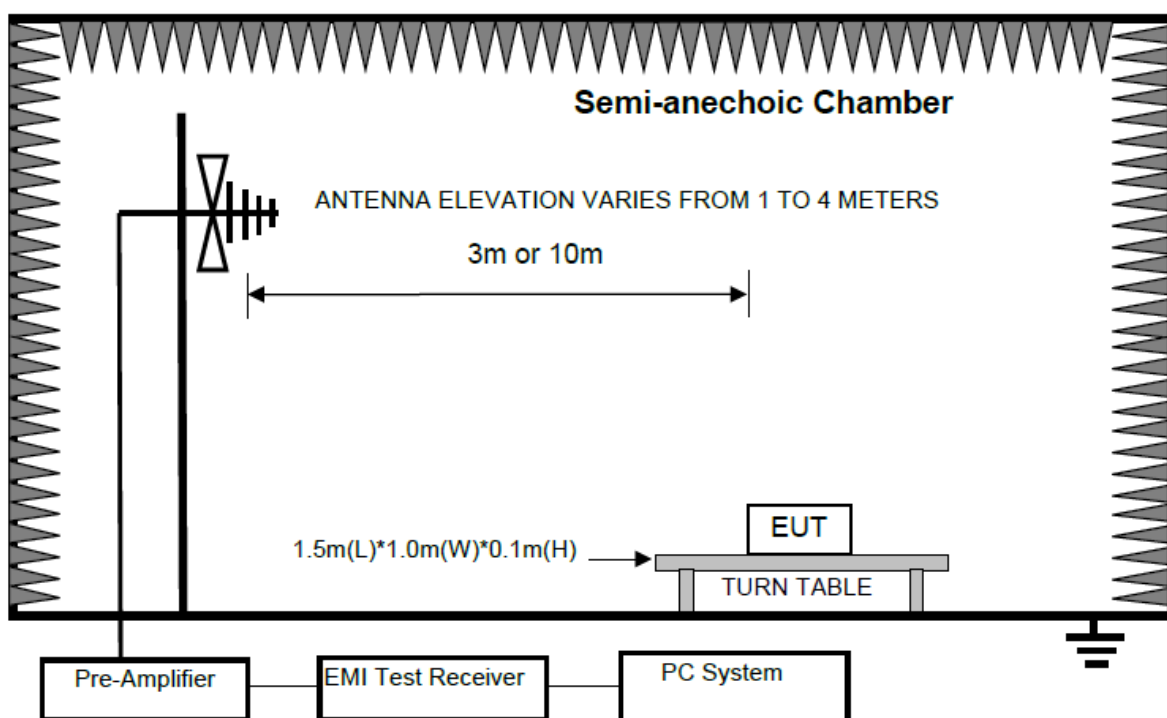 Semi-anechoic Chamber
ANTENNA ELEVATION VARIES FROM 1 TO 4 METERS
3m or 10m
EUT
1.5m(L)*1.0m(W)*0.1m(H)
TURN TABLE
Pre-Amplifier
EMI Test Receiver
PC System